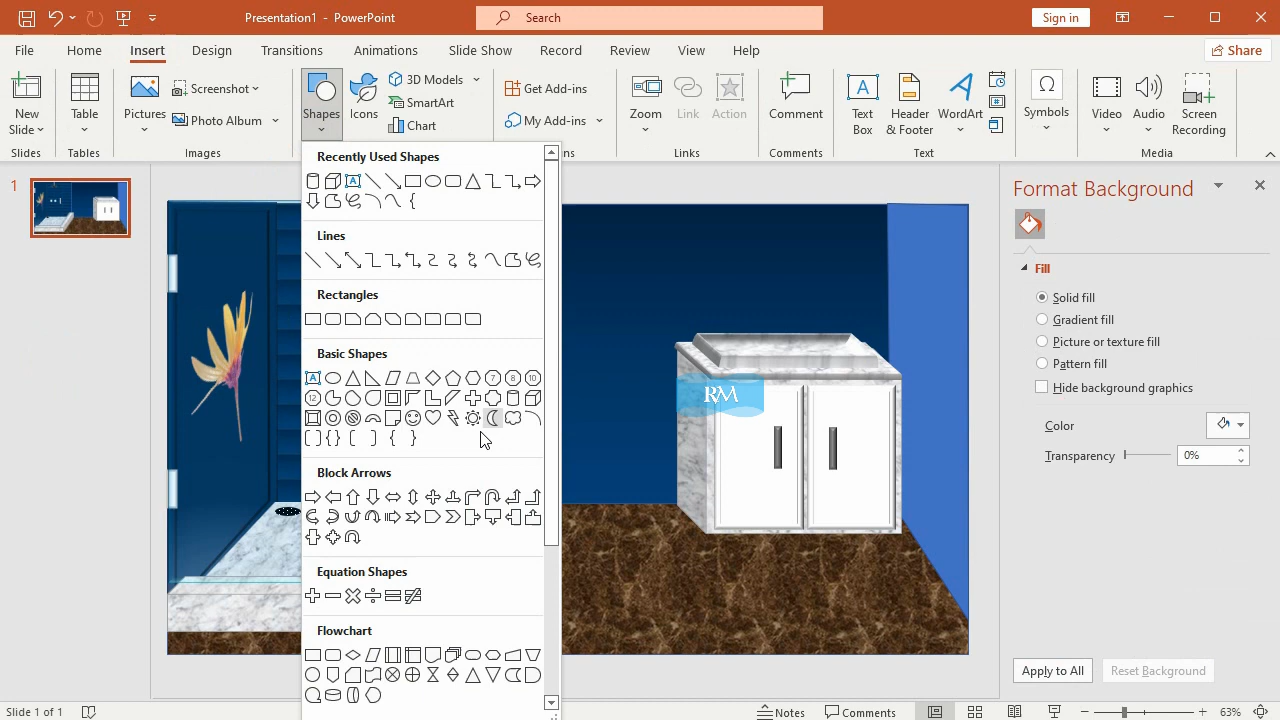 Presentation1 - PowerPoint
Search
Sign in
File
Home
Insert
Design
Transitions
Animations
Slide Show
Record
Review
View
Help
Share
New
Slide
Table
Pictures
Screenshot
Photo Album
Shapes
Icons
3D Models
SmartArt
Chart
Get Add-ins
My Add-ins
Zoom
Link
Action
Comment
Text
Box
Header
& Footer
WordArt
Symbols
Video
Audio
Screen
Recording
Slides
Tables
Images
ns
Links
Comments
Text
Media
1
Recently Used Shapes
Lines
Rectangles
Basic Shapes
Block Arrows
Equation Shapes
Flowchart
RM
Format Background
Fill
Solid fill
Gradient fill
Picture or texture fill
Pattern fill
Hide background graphics
Color
Transparency
0%
Apply to All
Reset Background
Slide 1 of 1
Notes
Comments
63%